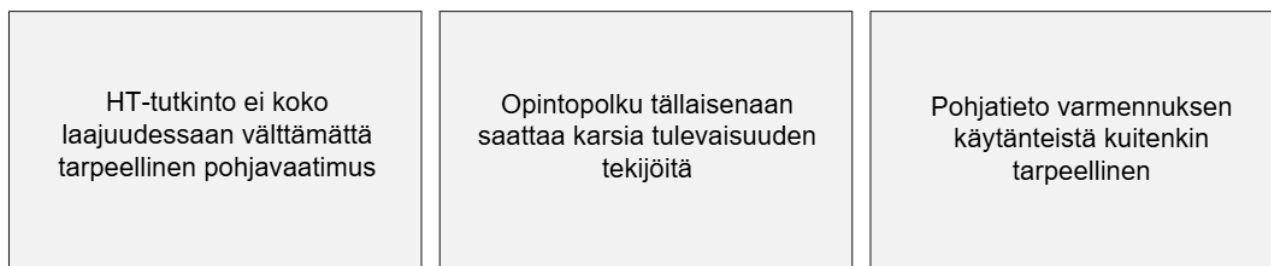 HT-tutkinto ei koko
laajuudessaan välttämättä
tarpeellinen pohjavaatimus
Opintopolku tällaisenaan
saattaa karsia tulevaisuuden
tekijöitä
Pohjatieto varmennuksen
käytänteistä kuitenkin
tarpeellinen